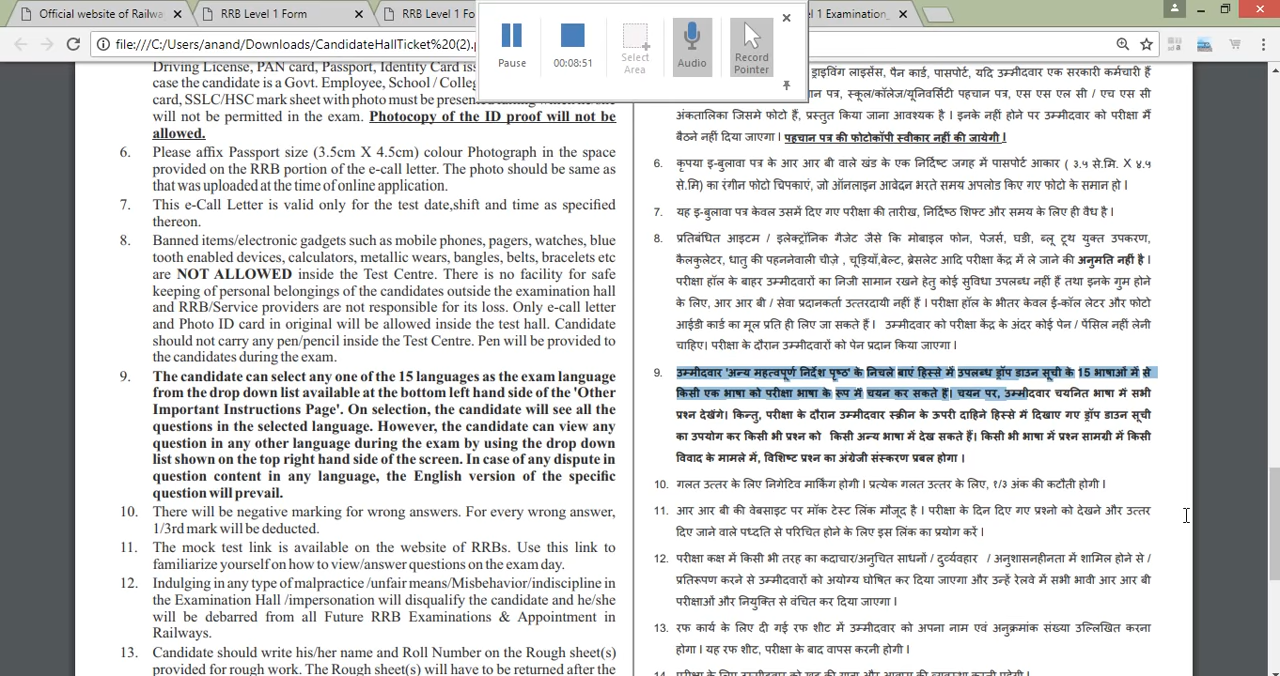 Official website of Railwa
RRB Level 1 Form
RRB Level 1 Fo
l 1 Examination
file:///C:/Users/anand/Downloads/CandidateHallTicket%20(2).p
Pause
00:08:51
Select
Area
Audio
Record
Pointer
Driving License, PAN card, Passport, Identity Card iss
case the candidate is a Govt. Employee, School / Colleg
card, SSLC/HSC mark sheet with photo must be presen
will not be permitted in the exam. Photocopy of the ID proof will not be
allowed.
6. Please affix Passport size (3.5cm X 4.5cm) colour Photograph in the space
provided on the RRB portion of the e-call letter. The photo should be same as
that was uploaded at the time of online application.
7. This e-Call Letter is valid only for the test date,shift and time as specified
thereon.
8. Banned items/electronic gadgets such as mobile phones, pagers, watches, blue
tooth enabled devices, calculators, metallic wears, bangles, belts, bracelets etc
are NOT ALLOWED inside the Test Centre. There is no facility for safe
keeping of personal belongings of the candidates outside the examination hall
and RRB/Service providers are not responsible for its loss. Only e-call letter
and Photo ID card in original will be allowed inside the test hall. Candidate
should not carry any pen/pencil inside the Test Centre. Pen will be provided to
the candidates during the exam.
9. The candidate can select any one of the 15 languages as the exam language
from the drop down list available at the bottom left hand side of the 'Other
Important Instructions Page'. On selection, the candidate will see all the
questions in the selected language. However, the candidate can view any
question in any other language during the exam by using the drop down
list shown on the top right hand side of the screen. In case of any dispute in
question content in any language, the English version of the specific
question will prevail.
10. There will be negative marking for wrong answers. For every wrong answer,
1/3rd mark will be deducted.
11. The mock test link is available on the website of RRBs. Use this link to
familiarize yourself on how to view/answer questions on the exam day.
12. Indulging in any type of malpractice /unfair means/Misbehavior/indiscipline in
the Examination Hall /impersonation will disqualify the candidate and he/she
will be debarred from all Future RRB Examinations & Appointment in
Railways.
13. Candidate should write his/her name and Roll Number on the Rough sheet(s)
provided for rough work. The Rough sheet(s) will have to be returned after the
ड्राइविंग लाइसेंस, पैन कार्ड, पासपोर्ट, यदि उम्मीदवार एक सरकारी कर्मचारी हैं
ान पत्र, स्कूल/कॉलेज/यूनिवर्सिटी पहचान पत्र, एस एस एल सी / एच एस सी
अंकतालिका जिसमे फोटो हैं, प्रस्तुत किया जाना आवश्यक है । इनके नहीं होने पर उम्मीदवार को परीक्षा में
बैठने नहीं दिया जाएगा । पहचान पत्र की फोटोकॉपी स्वीकार नहीं की जायेगी ।
6. कृपया इ-बुलावा पत्र के आर आर बी वाले खंड के एक निर्दिष्ट जगह में पासपोर्ट आकार ( ३.५ से.मि. X ४.५
से.मि) का रंगीन फोटो चिपकाएं, जो ऑनलाइन आवेदन भरते समय अपलोड किए गए फोटो के समान हो ।
7. यह इ-बुलावा पत्र केवल उसमें दिए गए परीक्षा की तारीख, निर्दिष्ठ शिफ्ट और समय के लिए ही वैध है ।
8. प्रतिबंधित आइटम / इलेक्ट्रॉनिक गैजेट जैसे कि मोबाइल फोन, पेजर्स, घडी, ब्लू टूथ युक्त उपकरण,
कैलकुलेटर, धातु की पहननेवाली चीज़े , चूड़ियाँ,बेल्ट, ब्रेसलेट आदि परीक्षा केंद्र में ले जाने की अनुमति नहीं है ।
परीक्षा हॉल के बाहर उम्मीदवारों का निजी सामान रखने हेतु कोई सुविधा उपलब्ध नहीं हैं तथा इनके गुम होने
के लिए, आर आर बी / सेवा प्रदानकर्ता उत्तरदायी नहीं हैं । परीक्षा हॉल के भीतर केवल ई-कॉल लेटर और फोटो
आईडी कार्ड का मूल प्रति ही लिए जा सकते हैं । उम्मीदवार को परीक्षा केंद्र के अंदर कोई पेन / पेंसिल नहीं लेनी
चाहिए। परीक्षा के दौरान उम्मीदवारों को पेन प्रदान किया जाएगा ।
9. उम्मीदवार 'अन्य महत्वपूर्ण निर्देश पृष्ठ' के निचले बाएं हिस्से में उपलब्ध ड्रॉप डाउन सूची के 15 भाषाओं में से
किसी एक भाषा को परीक्षा भाषा के रूप में चयन कर सकते हैं। चयन पर, उम्मीदवार चयनित भाषा में सभी
प्रश्न देखेंगे। किन्तु, परीक्षा के दौरान उम्मीदवार स्क्रीन के ऊपरी दाहिने हिस्से में दिखाए गए ड्रॉप डाउन सूची
का उपयोग कर किसी भी प्रश्न को किसी अन्य भाषा में देख सकते हैं। किसी भी भाषा में प्रश्न सामग्री में किसी
विवाद के मामले में, विशिष्ट प्रश्न का अंग्रेजी संस्करण प्रबल होगा ।
10. गलत उत्तर के लिए निगेटिव मार्किंग होगी । प्रत्येक गलत उत्तर के लिए, १/३ अंक की कटौती होगी ।
11. आर आर बी की वेबसाइट पर मॉक टेस्ट लिंक मौजूद है । परीक्षा के दिन दिए गए प्रश्नो को देखने और उत्तर
दिए जाने वाले पध्दति से परिचित होने के लिए इस लिंक का प्रयोग करें ।
12. परीक्षा कक्ष में किसी भी तरह का कदाचार/अनुचित साधनों / दुर्व्यवहार / अनुशासनहीनता में शामिल होने से /
प्रतिरूपण करने से उम्मीदवारों को अयोग्य घोषित कर दिया जाएगा और उन्हें रेलवे में सभी भावी आर आर बी
परीक्षाओं और नियुक्ति से वंचित कर दिया जाएगा ।
13. रफ कार्य के लिए दी गई रफ शीट में उम्मीदवार को अपना नाम एवं अनुक्रमांक संख्या उल्लिखित करना
होगा । यह रफ शीट, परीक्षा के बाद वापस करनी होगी ।